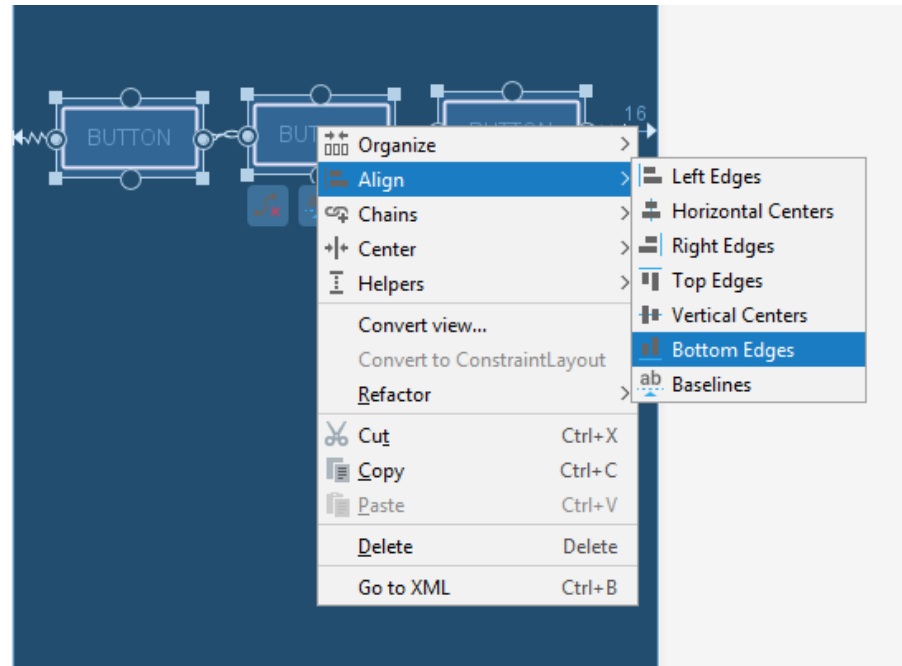 16
BUTTON
BUT
BUTTON
Organize
Align
Chains
Center
Helpers
Convert view...
Convert to ConstraintLayout
Refactor
Cut Ctrl+X
Copy Ctrl+C
Paste Ctrl+V
Delete Delete
Go to XML Ctrl+B
Left Edges
Horizontal Centers
Right Edges
Top Edges
Vertical Centers
Bottom Edges
ab Baselines